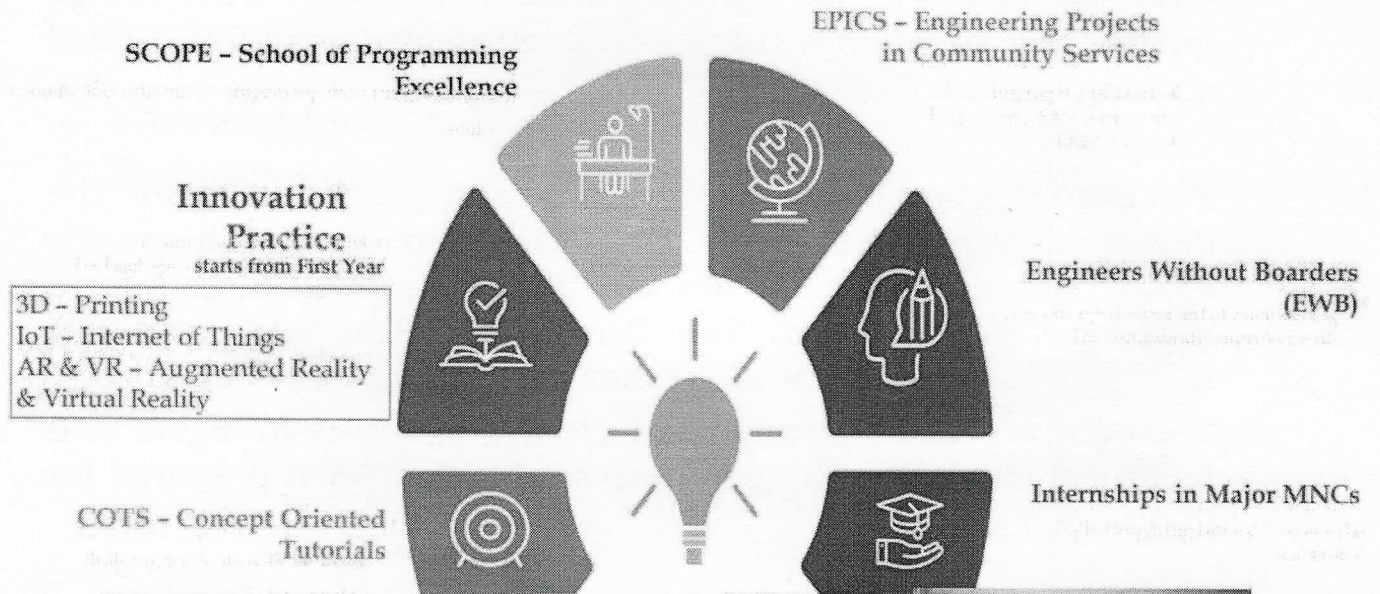 SCOPE – School of Programming
Excellence
EPICS – Engineering Projects
in Community Services
Innovation
Practice
starts from First Year
3D – Printing
IoT – Internet of Things
AR & VR – Augmented Reality
& Virtual Reality
Engineers Without Boarders
(EWB)
COTS – Concept Oriented
Tutorials
Internships in Major MNCs